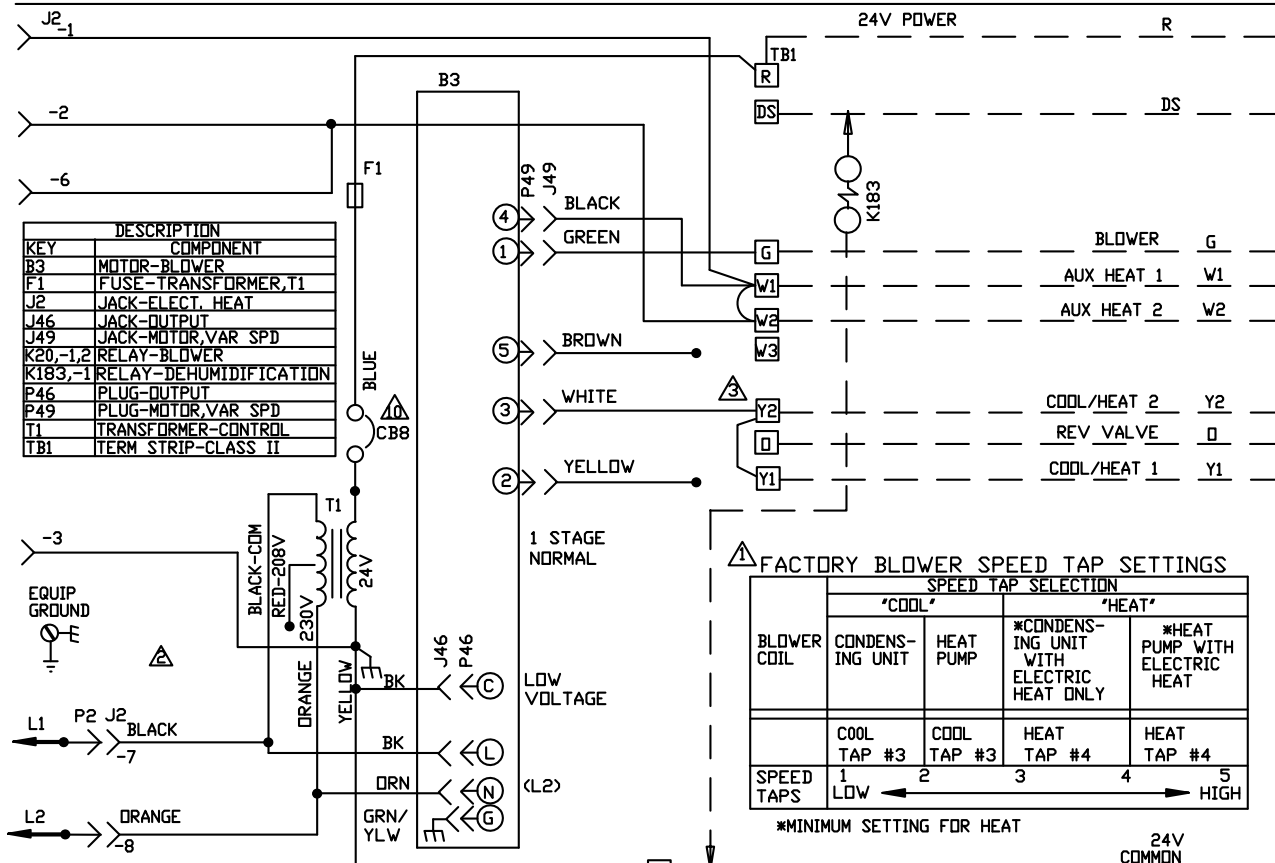 J2
-1
24V POWER
R
TB1
R
B3
-2
DS
DS
F1
P49
J49
K183
-6
4
BLACK
GREEN
1
G
BLOWER G
W1
AUX HEAT 1 W1
W2
AUX HEAT 2 W2
W3
DESCRIPTION
KEY COMPONENT
B3 MOTOR-BLOWER
F1 FUSE-TRANSFORMER,T1
J2 JACK-ELECT. HEAT
J46 JACK-OUTPUT
J49 JACK-MOTOR,VAR SPD
K20,-1,2 RELAY-BLOWER
K183,-1 RELAY-DEHUMIDIFICATION
P46 PLUG-OUTPUT
P49 PLUG-MOTOR,VAR SPD
T1 TRANSFORMER-CONTROL
TB1 TERM STRIP-CLASS II
BLUE
10
CB8
5
BROWN
3
WHITE
3
Y2
COOL/HEAT 2 Y2
O
REV VALVE O
2
YELLOW
Y1
COOL/HEAT 1 Y1
T1
BLACK-COM
RED-208V
230V
24V
1 STAGE
NORMAL
-3
EQUIP
GROUND
2
ORANGE
YELLOW
J46
P46
BK
C
LOW
VOLTAGE
L1
P2 J2
BLACK
-7
BK
L
ORN
N
(L2)
L2
ORANGE
-8
GRN/
YLW
G
1
FACTORY BLOWER SPEED TAP SETTINGS
SPEED TAP SELECTION
"COOL" "HEAT"
BLOWER
COIL
CONDENS-
ING UNIT
HEAT
PUMP
*CONDENS-
ING UNIT
WITH
ELECTRIC
HEAT ONLY
*HEAT
PUMP WITH
ELECTRIC
HEAT
COOL
TAP #3
COOL
TAP #3
HEAT
TAP #4
HEAT
TAP #4
SPEED
TAPS
1 2 3 4 5
LOW HIGH
*MINIMUM SETTING FOR HEAT
24V
COMMON